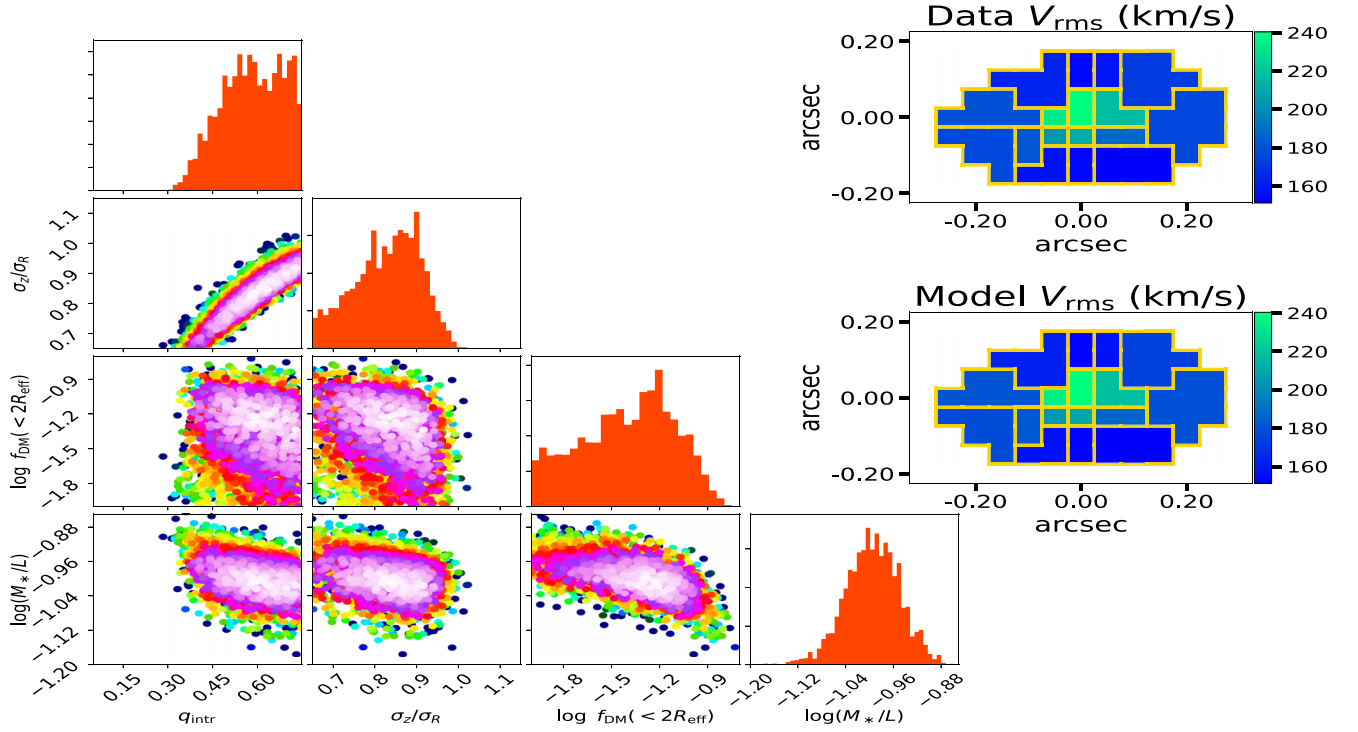 Data V_rms (km/s)
0.20
0.00
-0.20
arcsec
-0.20 0.00 0.20
arcsec
240
220
200
180
160
Model V_rms (km/s)
0.20
0.00
-0.20
arcsec
-0.20 0.00 0.20
arcsec
240
220
200
180
160
σ_z/σ_R
1.1
1.0
0.9
0.8
0.7
log f_DM(< 2R_eff)
−0.9
−1.2
−1.5
−1.8
log(M_*/L)
−0.88
−0.96
−1.04
−1.12
−1.20
0.15 0.30 0.45 0.60
q_intr
0.7 0.8 0.9 1.0 1.1
σ_z/σ_R
−1.8 −1.5 −1.2 −0.9
log f_DM(< 2R_eff)
−1.20 −1.12 −1.04 −0.96 −0.88
log(M_*/L)